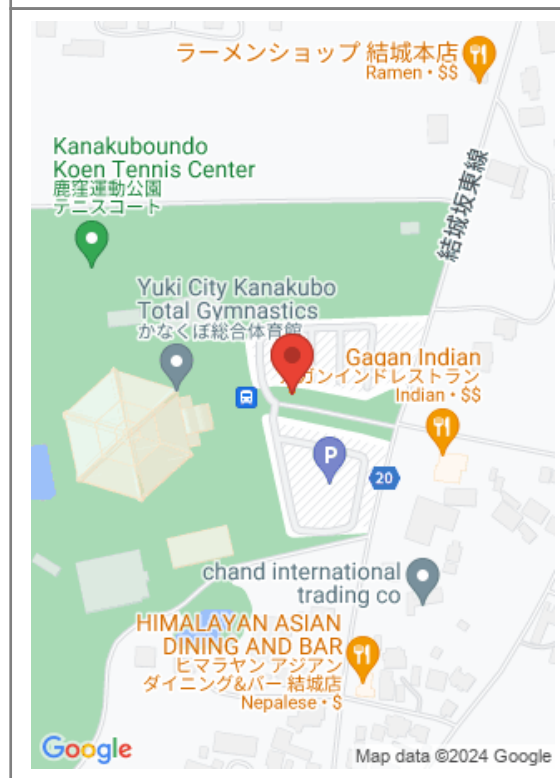 ラーメンショップ 結城本店
Ramen • $$
Kanakuboundo
Koen Tennis Center
鹿窪運動公園
テニスコート
結城坂東線
Yuki City Kanakubo
Total Gymnastics
かなくぼ総合体育館
Gagan Indian
ガンインドレストラン
Indian • $$
P
20
chand international
trading co
HIMALAYAN ASIAN
DINING AND BAR
ヒマラヤン アジアン
ダイニング&バー 結城店
Nepalese • $
Google
Map data ©2024 Google